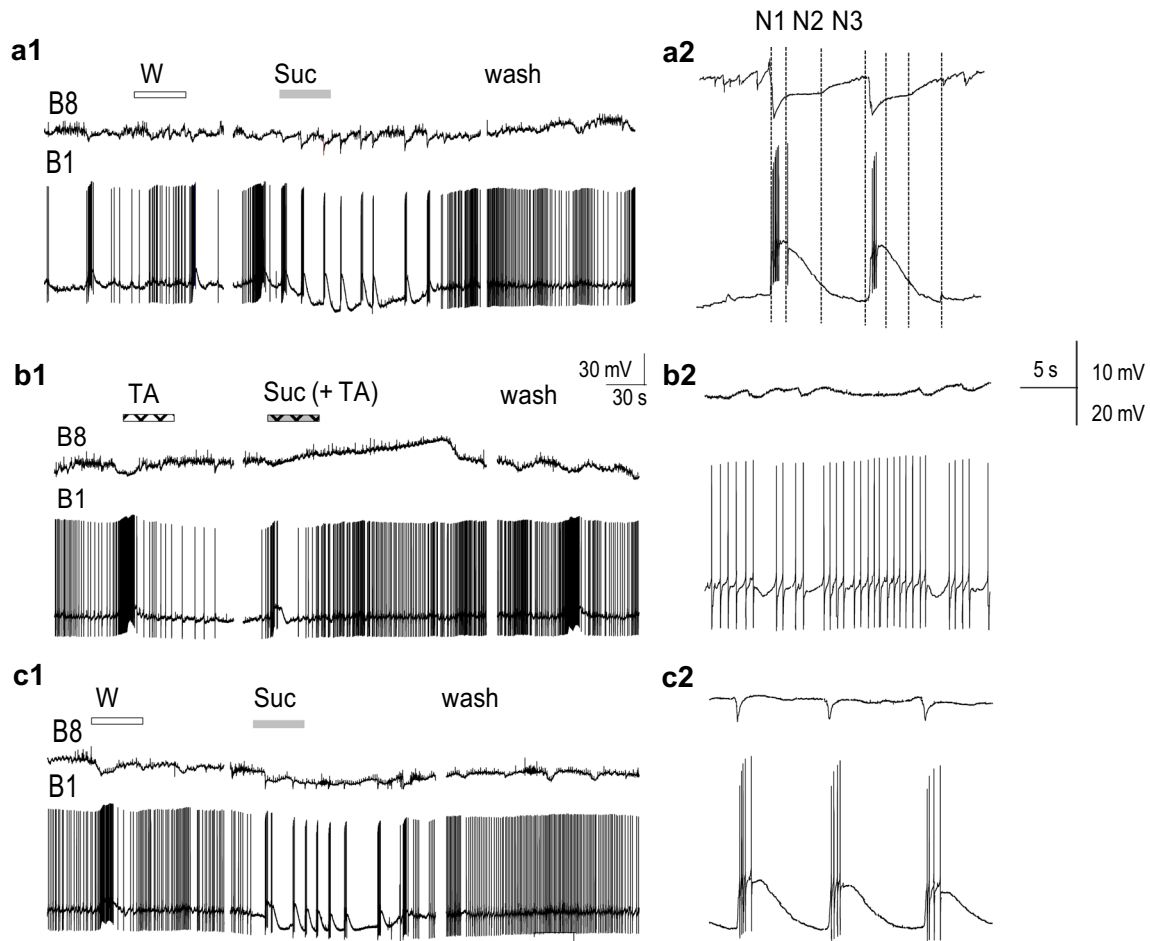 N1 N2 N3
a1
a2
W
Suc
wash
B8
B1
b1
b2
TA
Suc (+ TA)
wash
30 mV
30 s
5 s
10 mV
20 mV
B8
B1
c1
c2
W
Suc
wash
B8
B1